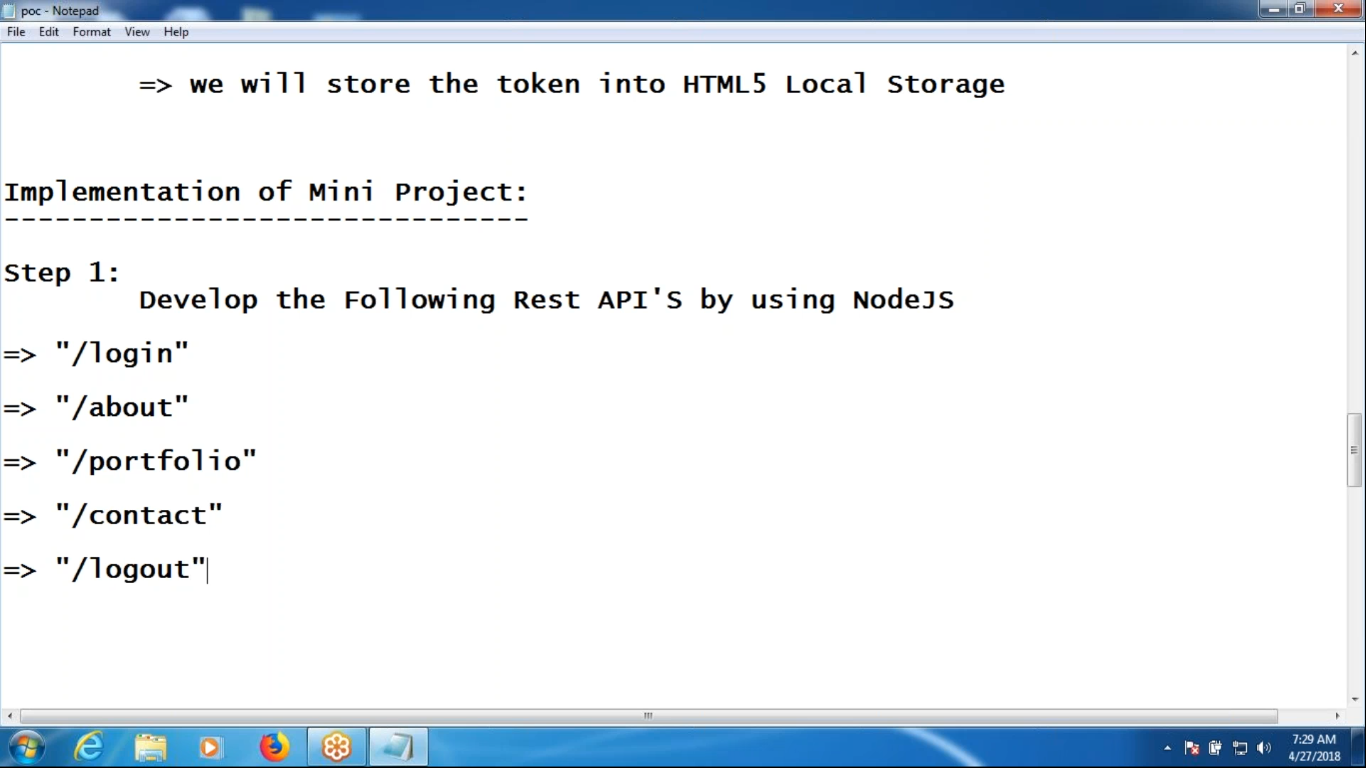 poc - Notepad
File Edit Format View Help
=> we will store the token into HTML5 Local Storage
Implementation of Mini Project:
-------------------------------
Step 1:
Develop the Following Rest API'S by using NodeJS
=> "/login"
=> "/about"
=> "/portfolio"
=> "/contact"
=> "/logout"
7:29 AM
4/27/2018